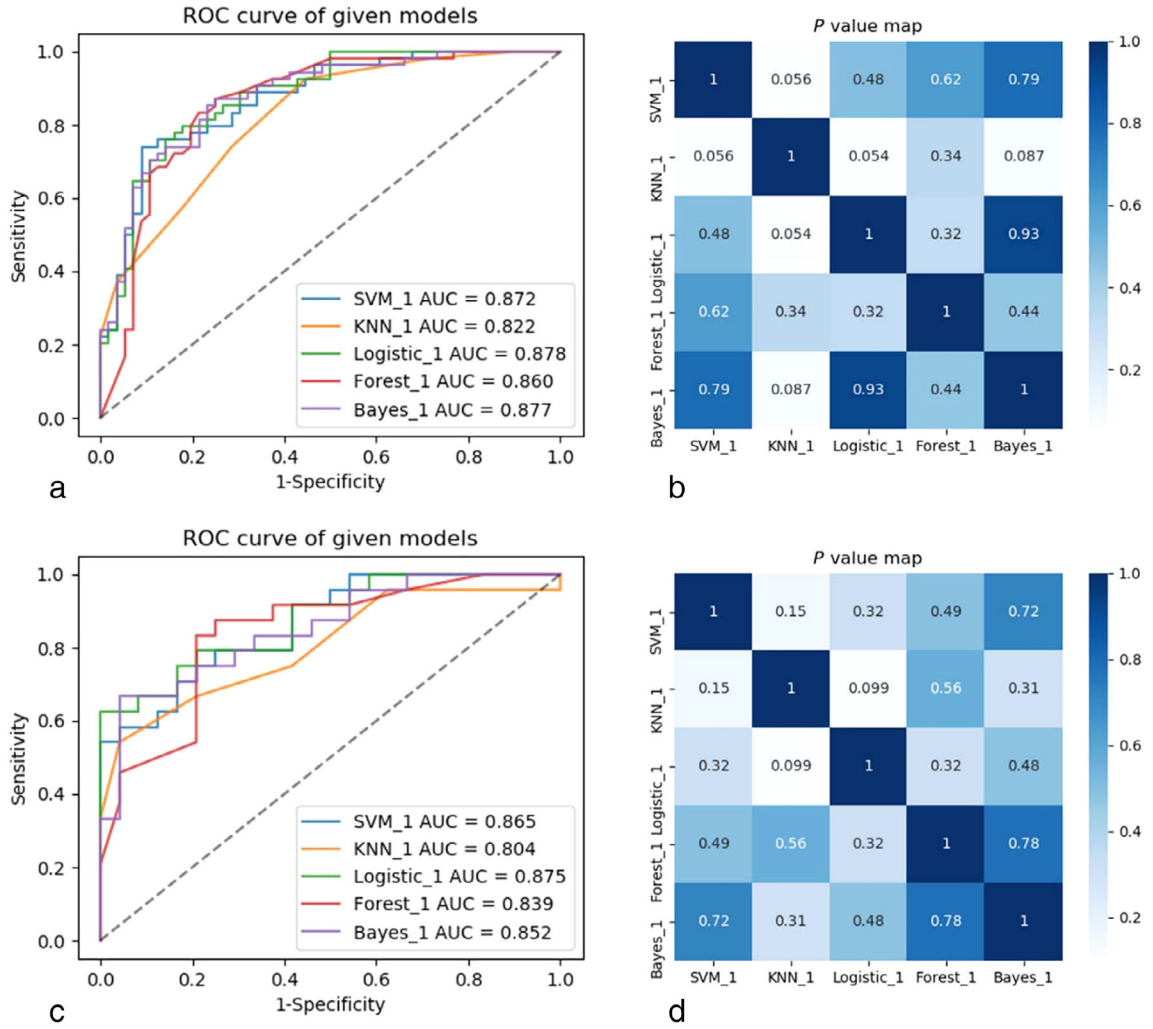 ROC curve of given models
1.0
0.8
0.6
0.4
0.2
0.0
Sensitivity
SVM_1 AUC = 0.872
KNN_1 AUC = 0.822
Logistic_1 AUC = 0.878
Forest_1 AUC = 0.860
Bayes_1 AUC = 0.877
0.0 0.2 0.4 0.6 0.8 1.0
1-Specificity
a
P value map
SVM_1 1 0.056 0.48 0.62 0.79
KNN_1 0.056 1 0.054 0.34 0.087
Logistic_1 0.48 0.054 1 0.32 0.93
Forest_1 0.62 0.34 0.32 1 0.44
Bayes_1 0.79 0.087 0.93 0.44 1
SVM_1 KNN_1 Logistic_1 Forest_1 Bayes_1
1.0
0.8
0.6
0.4
0.2
b
ROC curve of given models
1.0
0.8
0.6
0.4
0.2
0.0
Sensitivity
SVM_1 AUC = 0.865
KNN_1 AUC = 0.804
Logistic_1 AUC = 0.875
Forest_1 AUC = 0.839
Bayes_1 AUC = 0.852
0.0 0.2 0.4 0.6 0.8 1.0
1-Specificity
c
P value map
SVM_1 1 0.15 0.32 0.49 0.72
KNN_1 0.15 1 0.099 0.56 0.31
Logistic_1 0.32 0.099 1 0.32 0.48
Forest_1 0.49 0.56 0.32 1 0.78
Bayes_1 0.72 0.31 0.48 0.78 1
SVM_1 KNN_1 Logistic_1 Forest_1 Bayes_1
1.0
0.8
0.6
0.4
0.2
d